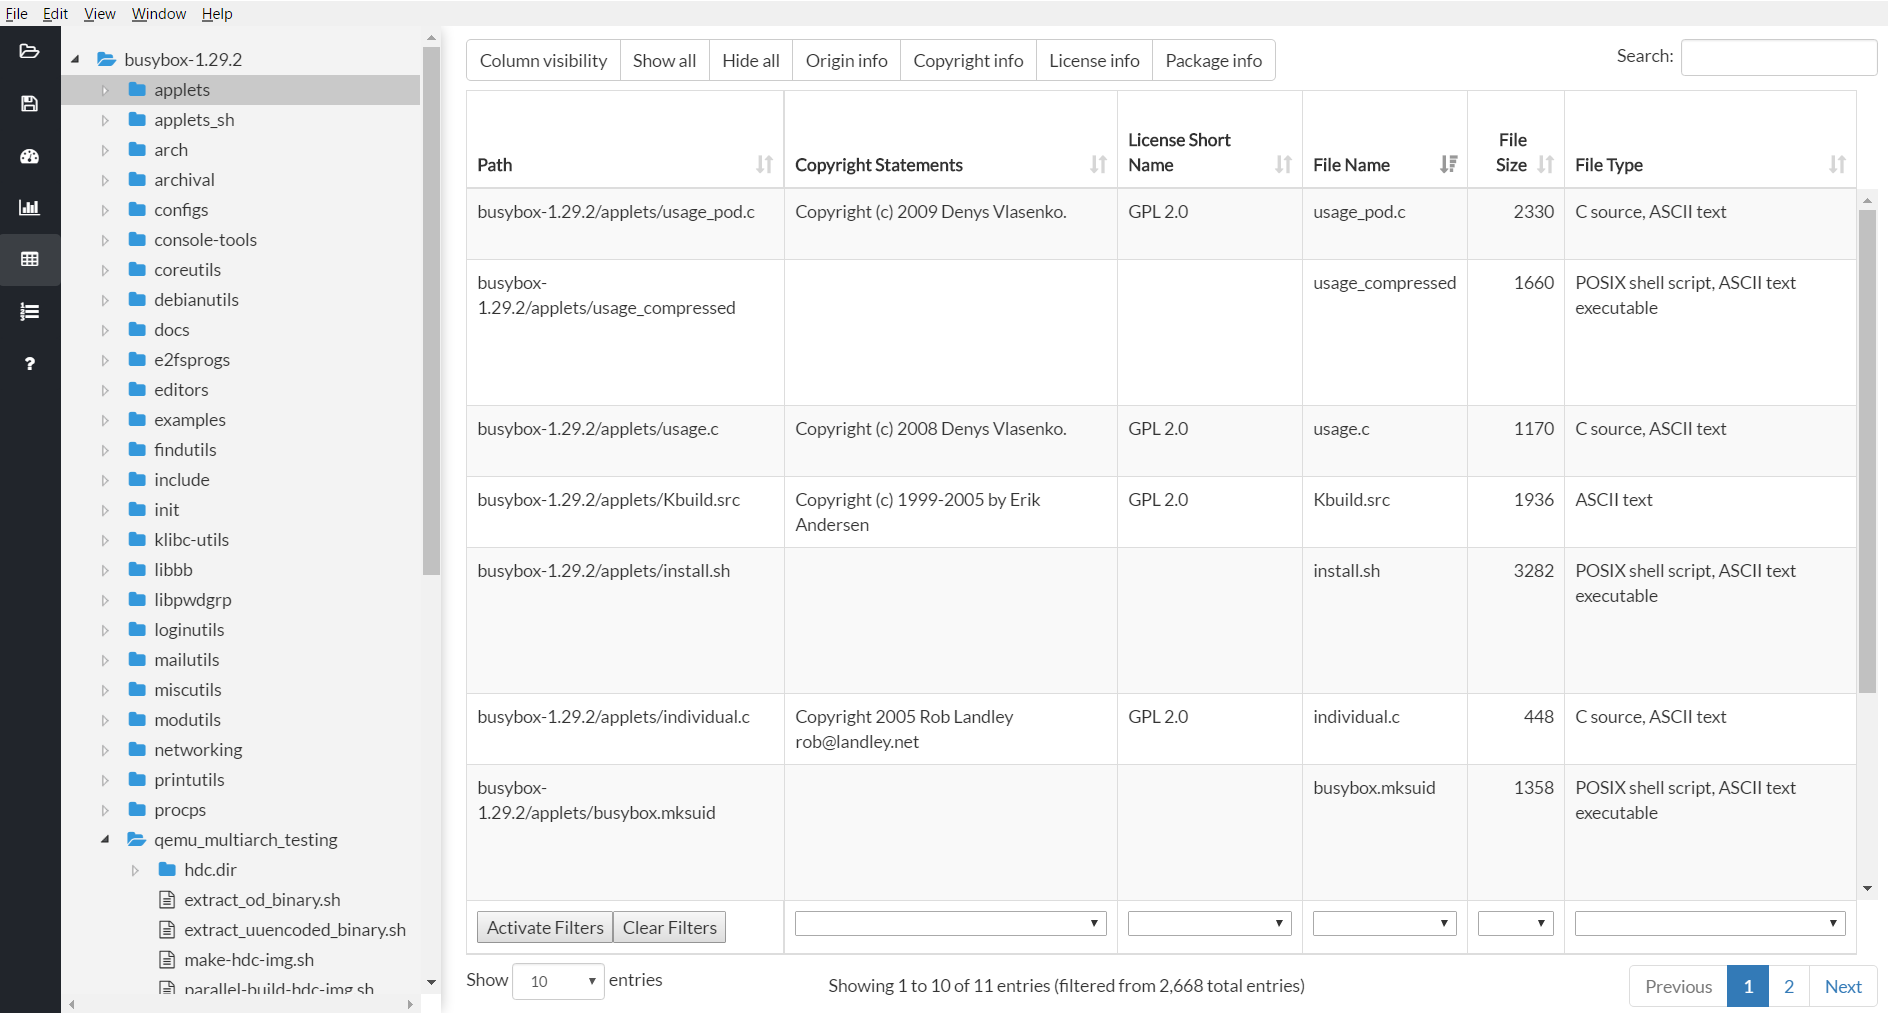 File Edit View Window Help
busybox-1.29.2
applets
applets_sh
arch
archival
configs
console-tools
coreutils
debianutils
docs
e2fsprogs
editors
examples
findutils
include
init
klibc-utils
libbb
libpwdgrp
loginutils
mailutils
miscutils
modutils
networking
printutils
procps
qemu_multiarch_testing
hdc.dir
extract_od_binary.sh
extract_uuencoded_binary.sh
make-hdc-img.sh
parallel-build-hdc-img.sh
Column visibility Show all Hide all Origin info Copyright info License info Package info
Search:
Path Copyright Statements License Short Name File Name File Size File Type
busybox-1.29.2/applets/usage_pod.c Copyright (c) 2009 Denys Vlasenko. GPL 2.0 usage_pod.c 2330 C source, ASCII text
busybox- usage_compressed 1660 POSIX shell script, ASCII text
1.29.2/applets/usage_compressed executable
busybox-1.29.2/applets/usage.c Copyright (c) 2008 Denys Vlasenko. GPL 2.0 usage.c 1170 C source, ASCII text
busybox-1.29.2/applets/Kbuild.src Copyright (c) 1999-2005 by Erik GPL 2.0 Kbuild.src 1936 ASCII text
Andersen
busybox-1.29.2/applets/install.sh install.sh 3282 POSIX shell script, ASCII text
executable
busybox-1.29.2/applets/individual.c Copyright 2005 Rob Landley GPL 2.0 individual.c 448 C source, ASCII text
rob@landley.net
busybox- busybox.mksuid 1358 POSIX shell script, ASCII text
1.29.2/applets/busybox.mksuid executable
Activate Filters Clear Filters
Show 10 entries Showing 1 to 10 of 11 entries (filtered from 2,668 total entries) Previous 1 2 Next